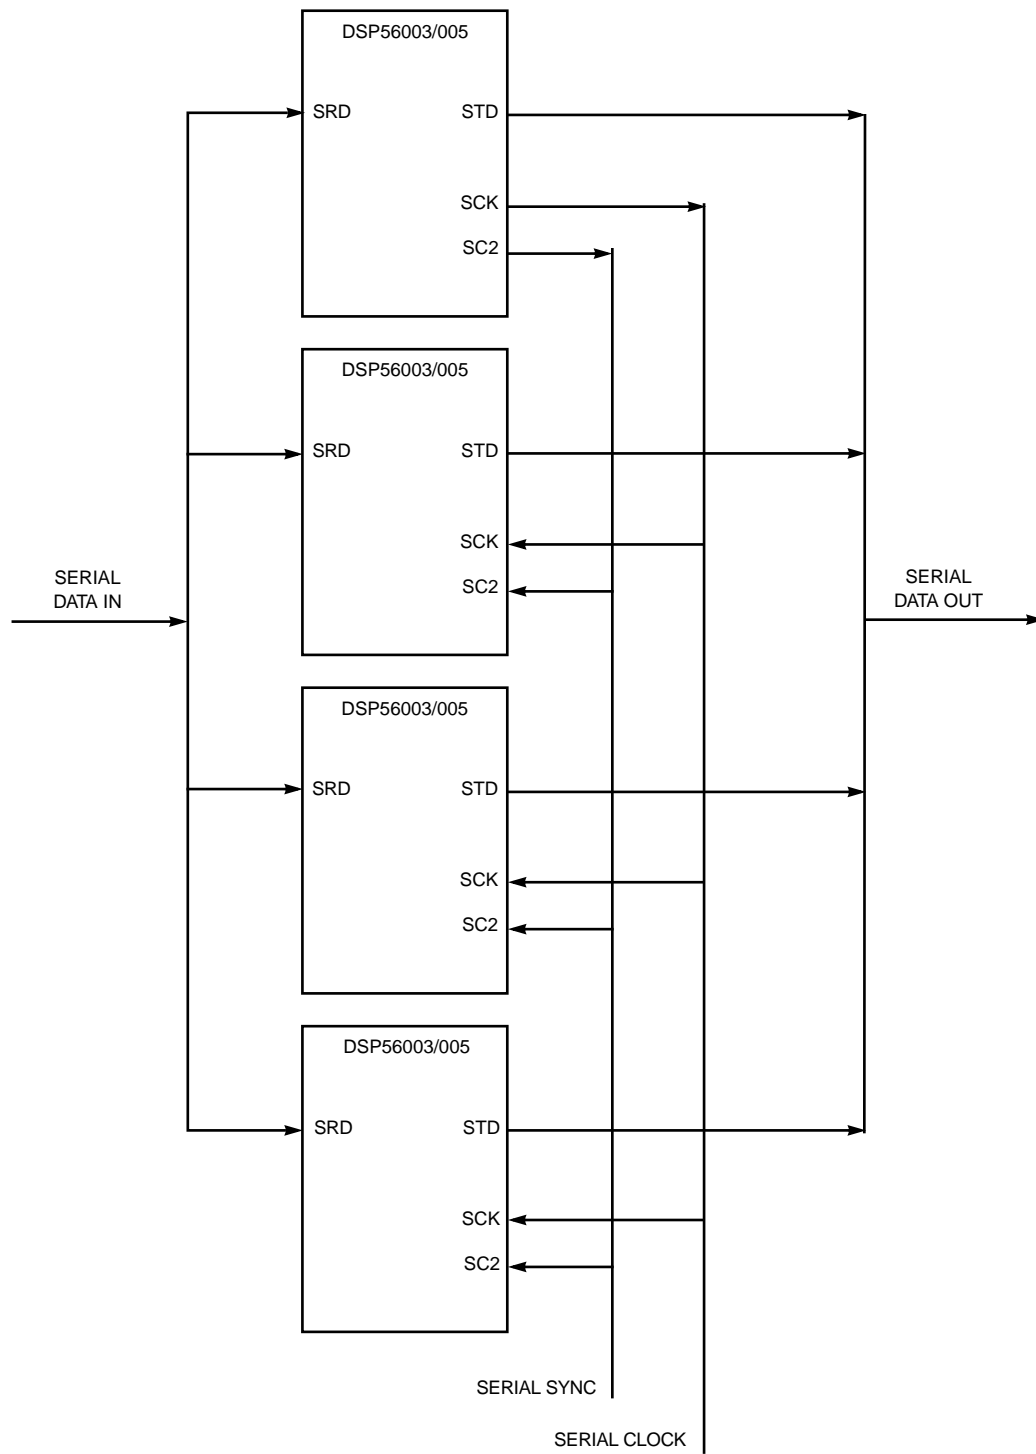 DSP56003/005
SRD
STD
SCK
SC2
DSP56003/005
SRD
STD
SCK
SC2
SERIAL
DATA IN
SERIAL
DATA OUT
DSP56003/005
SRD
STD
SCK
SC2
DSP56003/005
SRD
STD
SCK
SC2
SERIAL SYNC
SERIAL CLOCK